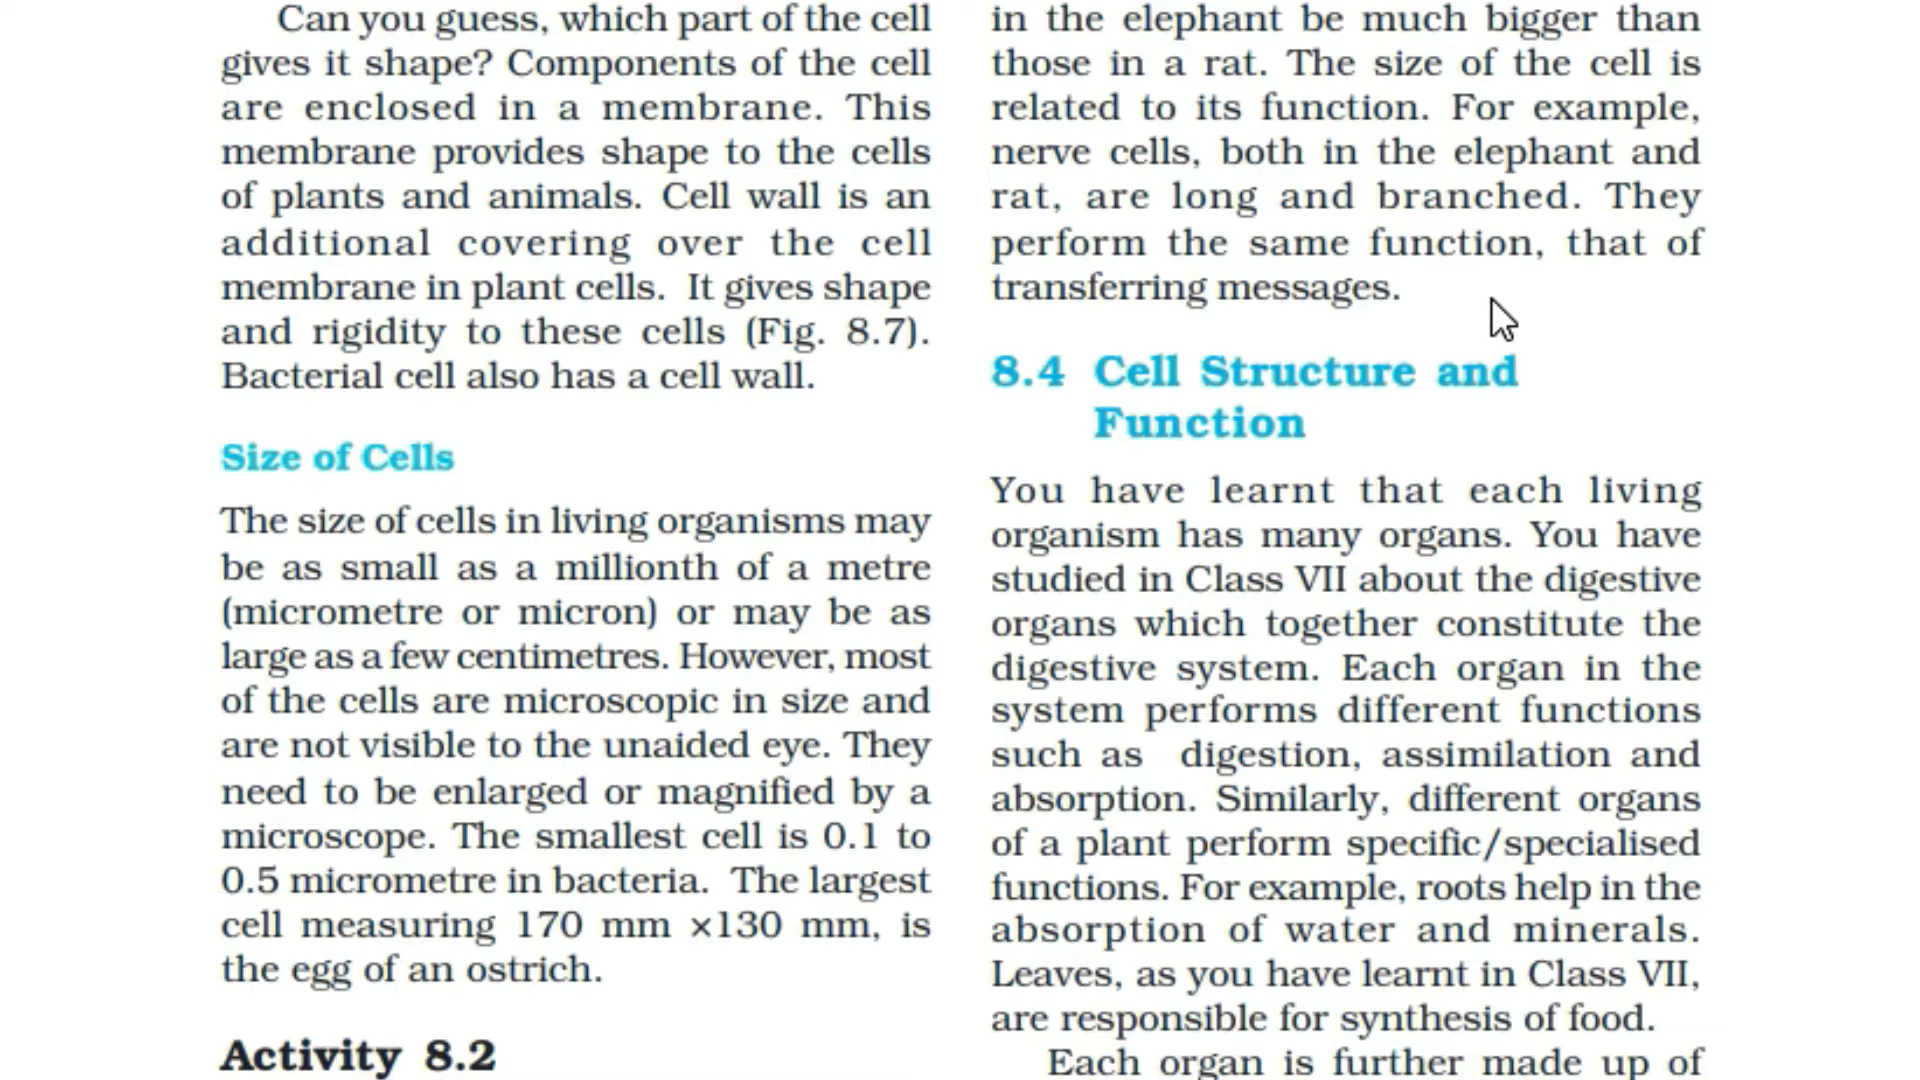 Can you guess, which part of the cell
gives it shape? Components of the cell
are enclosed in a membrane. This
membrane provides shape to the cells
of plants and animals. Cell wall is an
additional covering over the cell
membrane in plant cells. It gives shape
and rigidity to these cells (Fig. 8.7).
Bacterial cell also has a cell wall.
Size of Cells
The size of cells in living organisms may
be as small as a millionth of a metre
(micrometre or micron) or may be as
large as a few centimetres. However, most
of the cells are microscopic in size and
are not visible to the unaided eye. They
need to be enlarged or magnified by a
microscope. The smallest cell is 0.1 to
0.5 micrometre in bacteria. The largest
cell measuring 170 mm ×130 mm, is
the egg of an ostrich.
Activity 8.2
in the elephant be much bigger than
those in a rat. The size of the cell is
related to its function. For example,
nerve cells, both in the elephant and
rat, are long and branched. They
perform the same function, that of
transferring messages.
8.4 Cell Structure and
Function
You have learnt that each living
organism has many organs. You have
studied in Class VII about the digestive
organs which together constitute the
digestive system. Each organ in the
system performs different functions
such as digestion, assimilation and
absorption. Similarly, different organs
of a plant perform specific/specialised
functions. For example, roots help in the
absorption of water and minerals.
Leaves, as you have learnt in Class VII,
are responsible for synthesis of food.
Each organ is further made up of